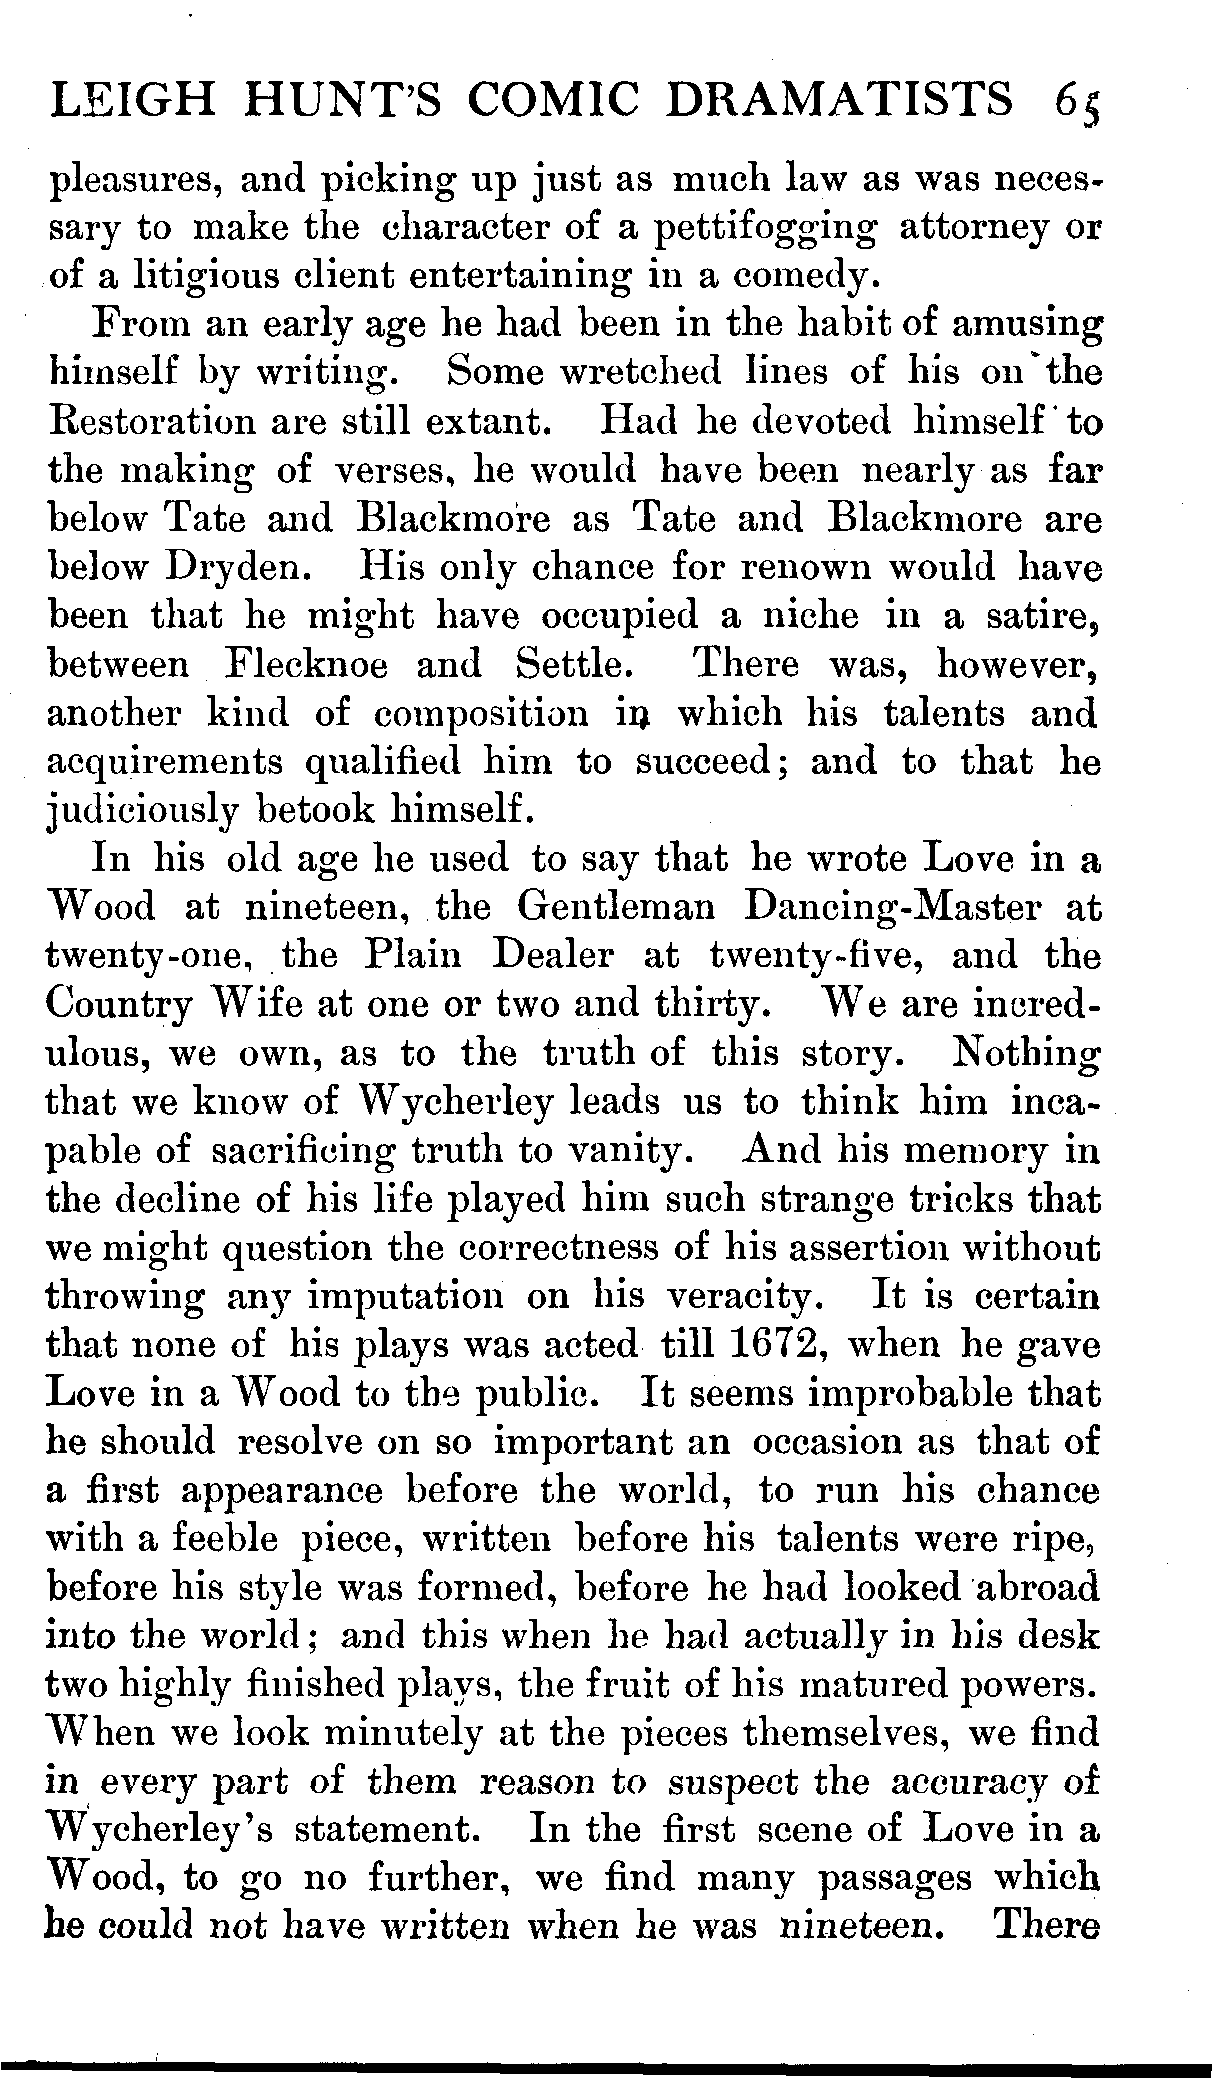 LEIGH HUNT'S COMIC DRAMATISTS 65
pleasures, and picking up just as much law as was neces-
sary to make the character of a pettifogging attorney or
of a litigious client entertaining in a comedy.
From an early age he had been in the habit of amusing
himself by writing. Some wretched lines of his on the
Restoration are still extant. Had he devoted himself to
the making of verses, he would have been nearly as far
below Tate and Blackmore as Tate and Blackmore are
below Dryden. His only chance for renown would have
been that he might have occupied a niche in a satire,
between Flecknoe and Settle. There was, however,
another kind of composition in which his talents and
acquirements qualified him to succeed; and to that he
judiciously betook himself.
In his old age he used to say that he wrote Love in a
Wood at nineteen, the Gentleman Dancing-Master at
twenty-one, the Plain Dealer at twenty-five, and the
Country Wife at one or two and thirty. We are incred-
ulous, we own, as to the truth of this story. Nothing
that we know of Wycherley leads us to think him inca-
pable of sacrificing truth to vanity. And his memory in
the decline of his life played him such strange tricks that
we might question the correctness of his assertion without
throwing any imputation on his veracity. It is certain
that none of his plays was acted till 1672, when he gave
Love in a Wood to the public. It seems improbable that
he should resolve on so important an occasion as that of
a first appearance before the world, to run his chance
with a feeble piece, written before his talents were ripe,
before his style was formed, before he had looked abroad
into the world; and this when he had actually in his desk
two highly finished plays, the fruit of his matured powers.
When we look minutely at the pieces themselves, we find
in every part of them reason to suspect the accuracy of
Wycherley's statement. In the first scene of Love in a
Wood, to go no further, we find many passages which
he could not have written when he was nineteen. There